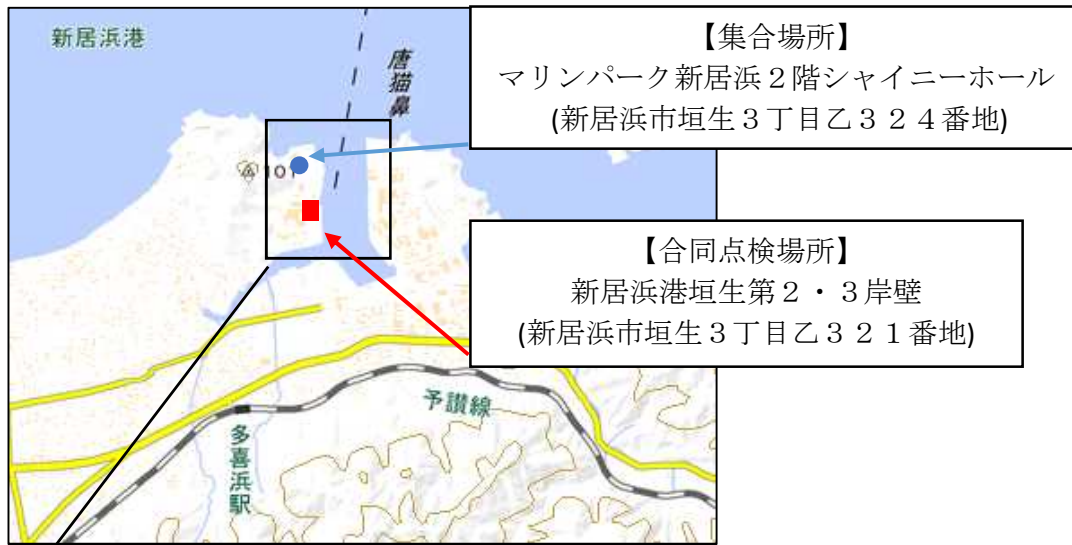 新居浜港
唐猫鼻
101
【集合場所】
マリンパーク新居浜２階シャイニーホール
(新居浜市垣生３丁目乙３２４番地)
【合同点検場所】
新居浜港垣生第２・３岸壁
(新居浜市垣生３丁目乙３２１番地)
予讃線
多喜浜駅